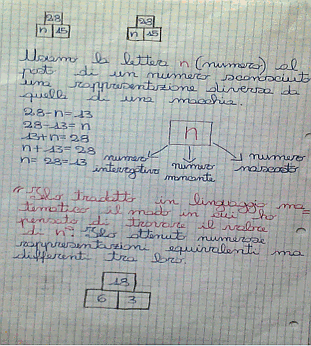 28 28
n 15 n 15
Usiamo la lettera n (numero) al
posto di un numero sconosciuto
una rappresentazione diversa da
quella di una macchia.
28-n=13
28-13=n
13+n=28
n+13=28
n=28-13
n
numero interrogativo
numero mancante
numero nascosto
"Ho tradotto in linguaggio ma=
tematico il modo in cui ho
pensato di trovare il valore
di n". Ho ottenuto numerose
rappresentazioni equivalenti ma
differenti tra loro.
18
6 3